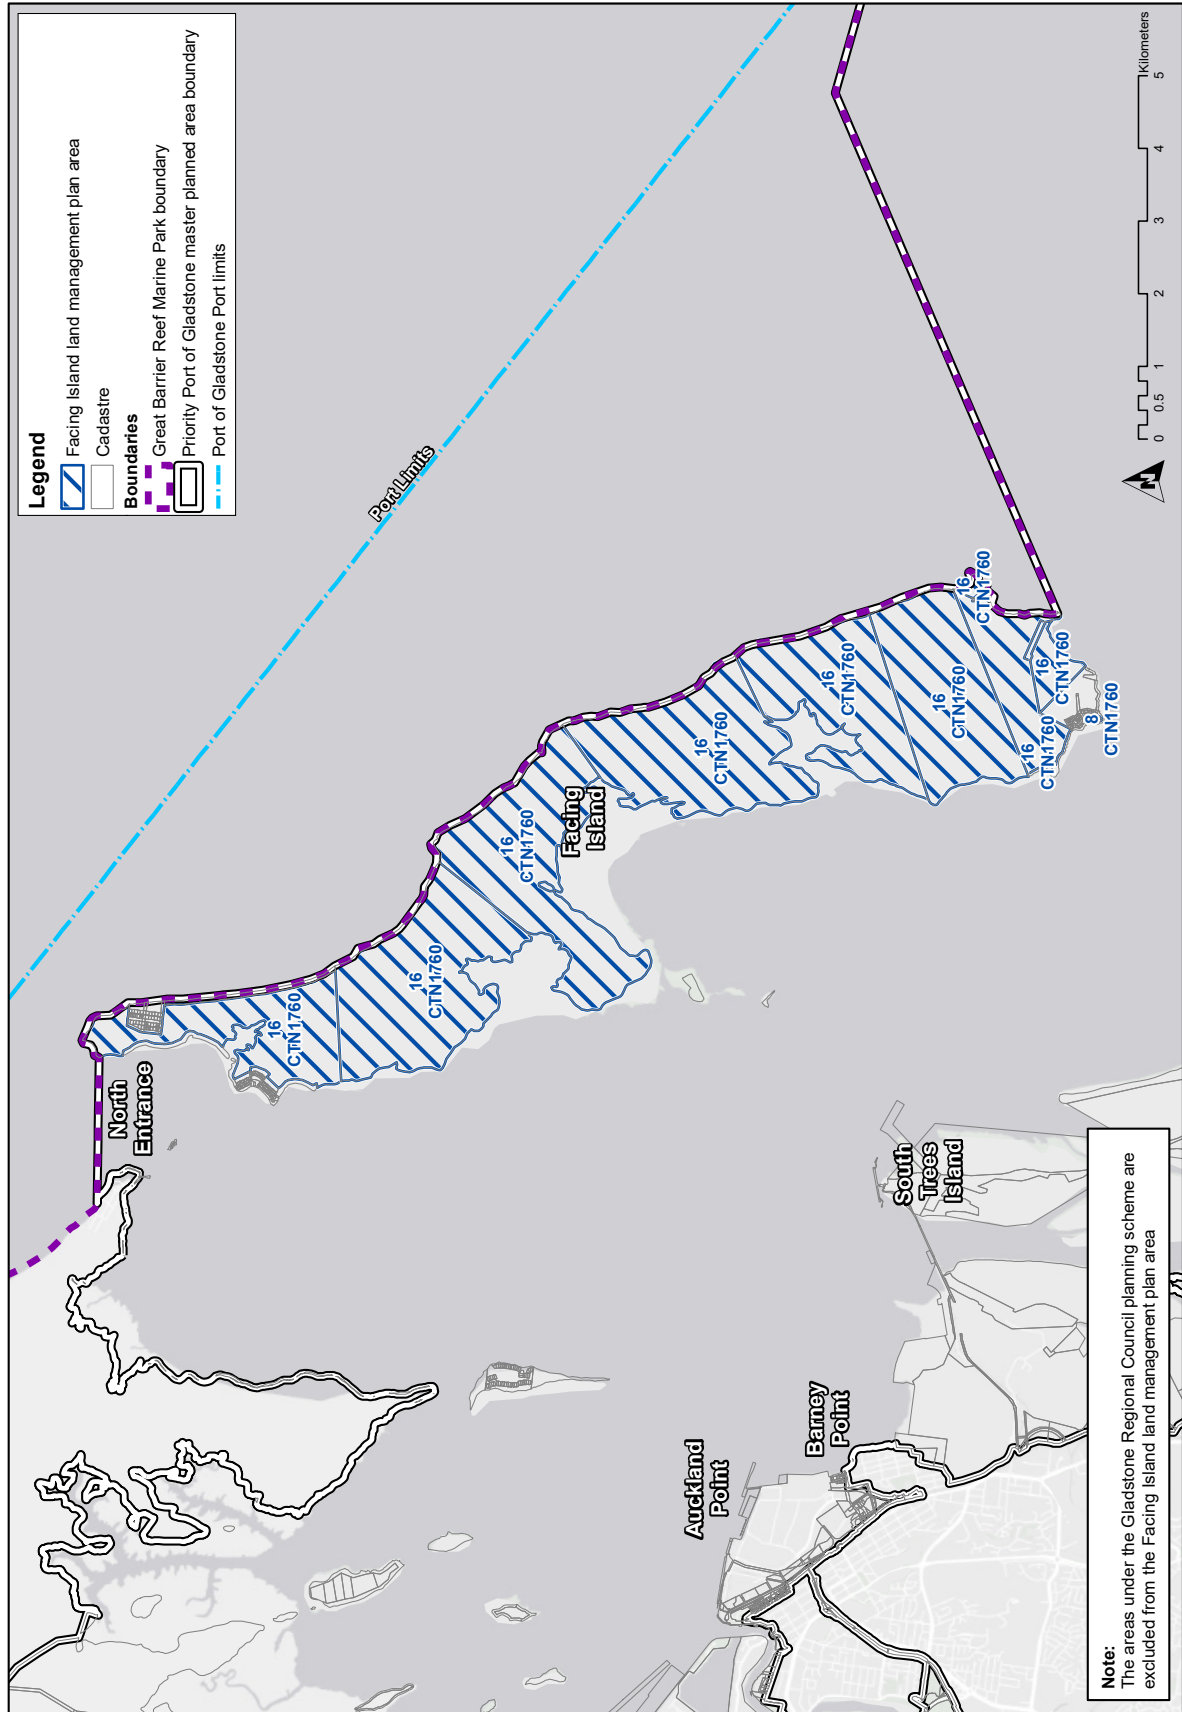 Legend
Facing Island land management plan area
Cadastre
Boundaries
Great Barrier Reef Marine Park boundary
Priority Port of Gladstone master planned area boundary
Port of Gladstone Port limits
Port Limits
North
Entrance
16
CTN1760
16
CTN1760
16
CTN1760
Facing
Island
16
CTN1760
16
CTN1760
16
CTN1760
16
CTN1760
16
CTN1760
16
CTN1760
8
CTN1760
South
Trees
Island
Auckland
Point
Barney
Point
N
0 0.5 1 2 3 4 5
Kilometers
Note:
The areas under the Gladstone Regional Council planning scheme are
excluded from the Facing Island land management plan area